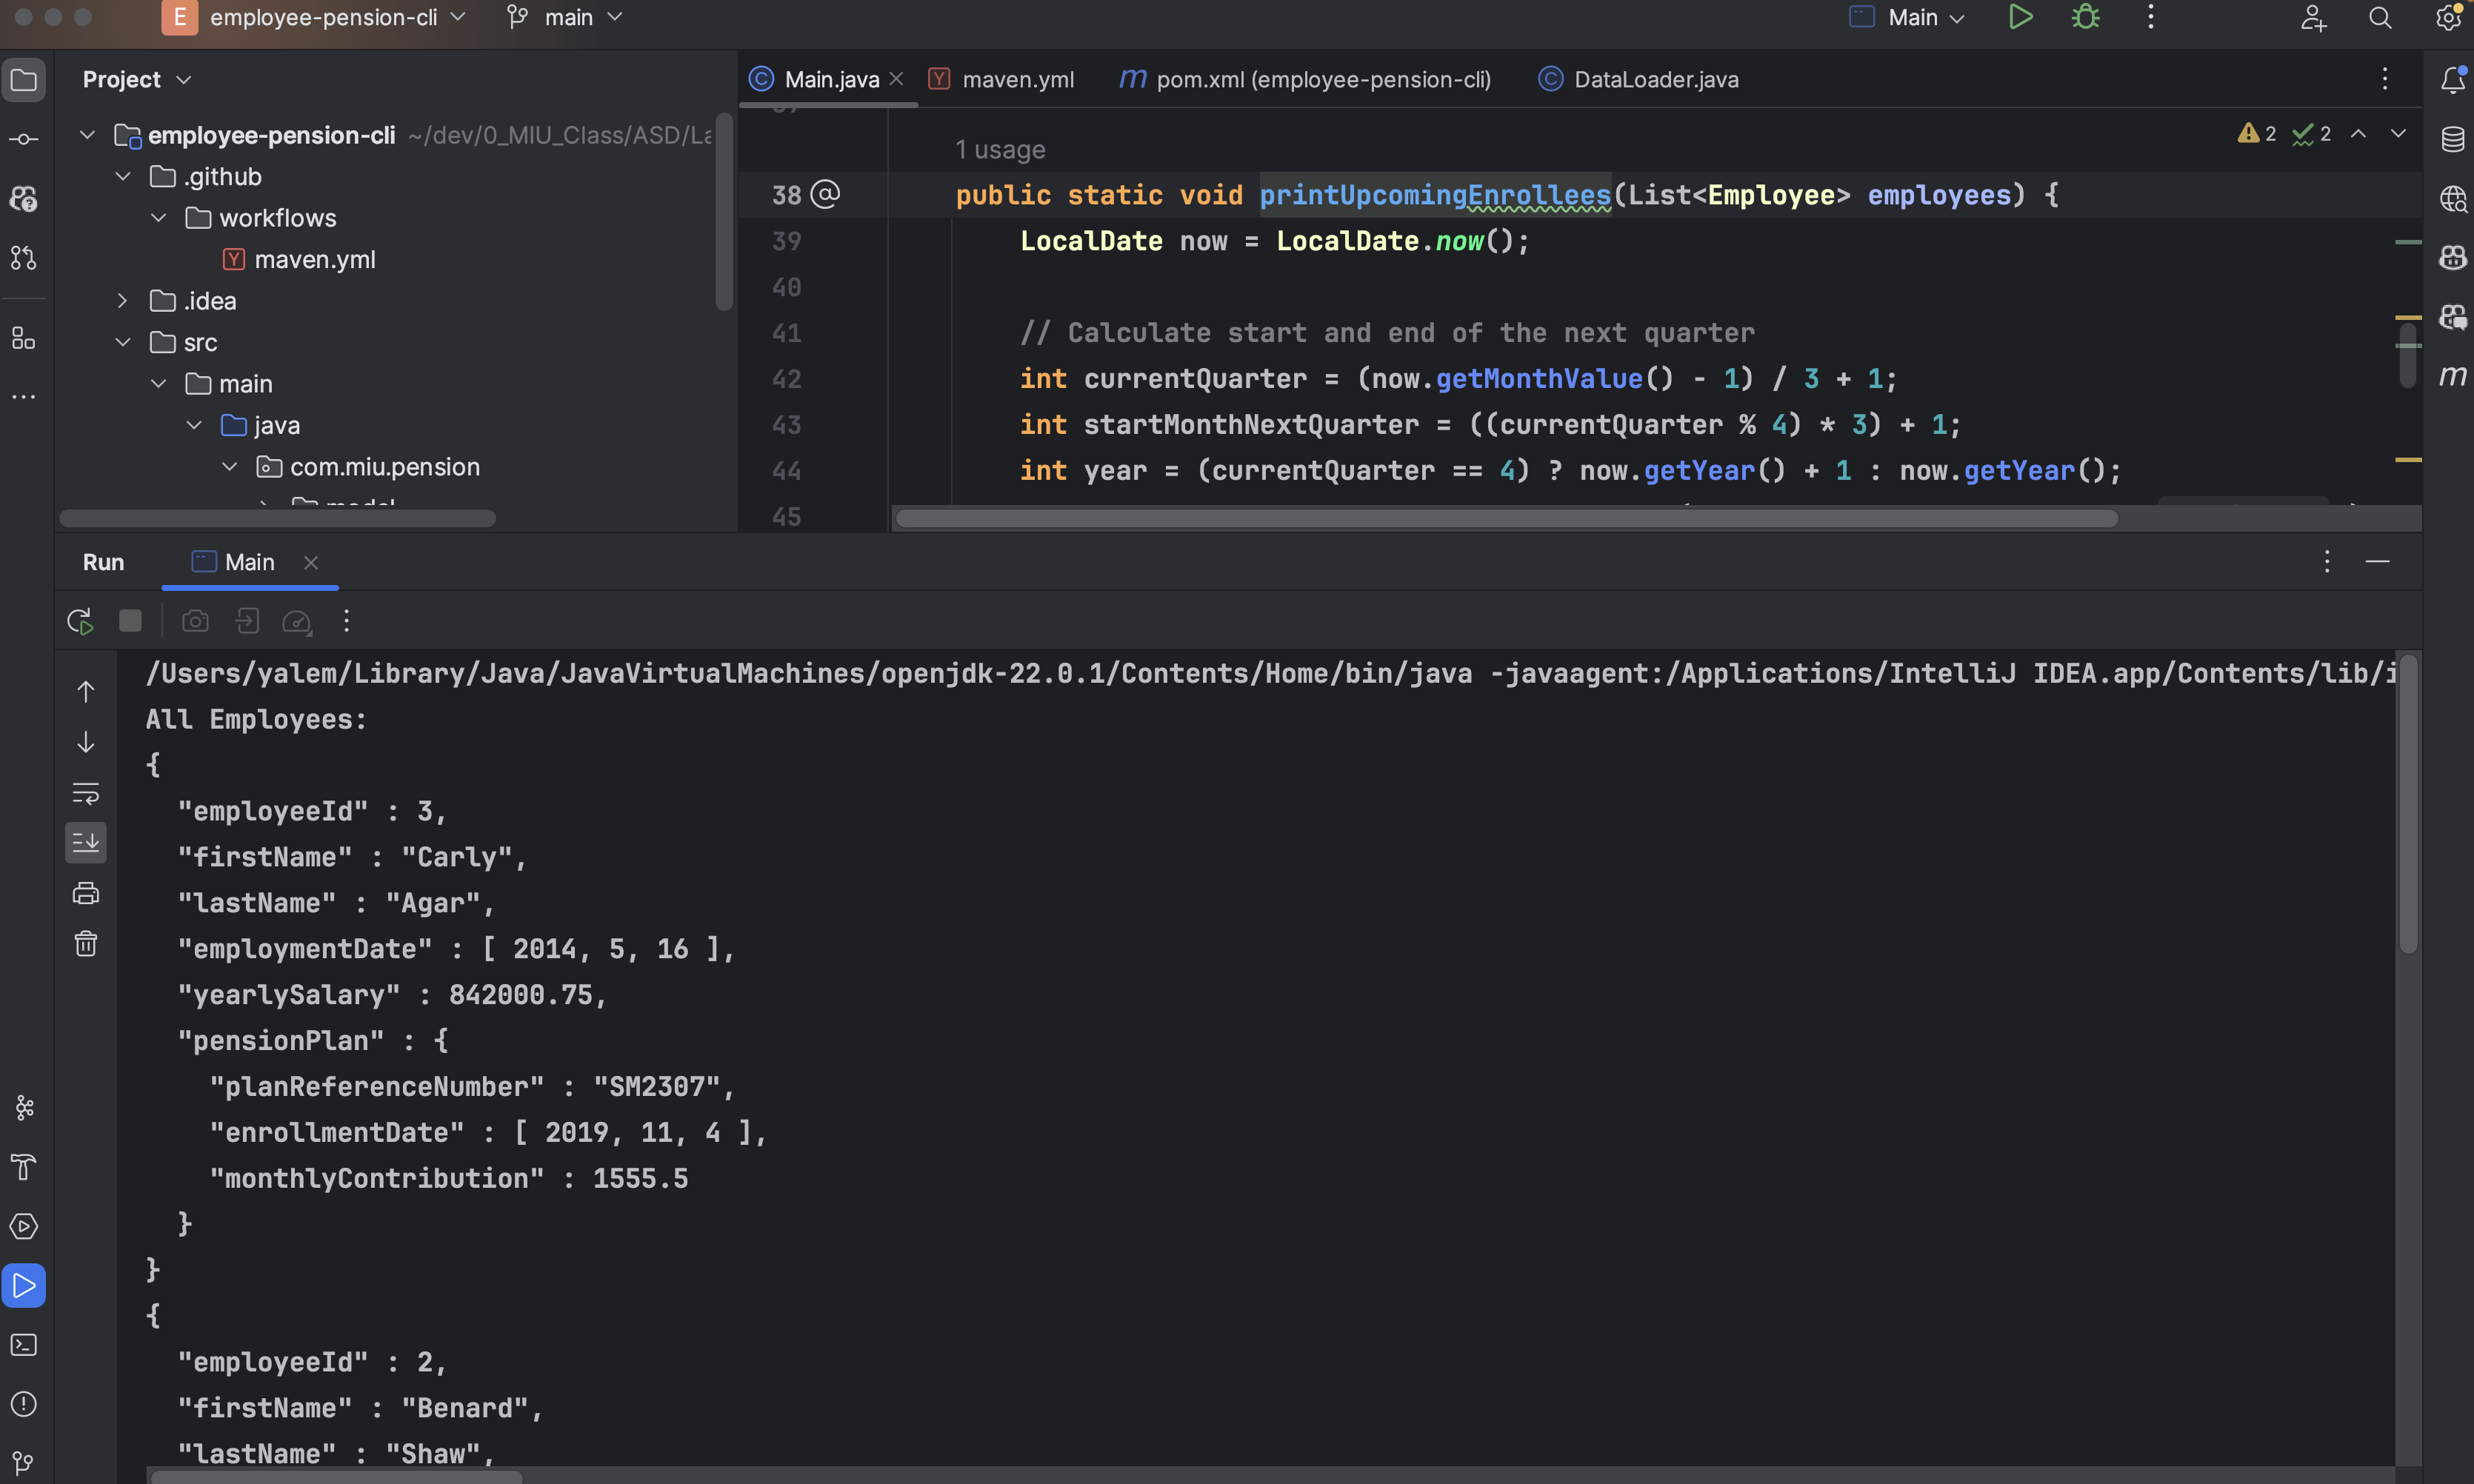 E employee-pension-cli main Main
Project
Main.java maven.yml pom.xml (employee-pension-cli) DataLoader.java
employee-pension-cli ~/dev/0_MIU_Class/ASD/La
.github
workflows
maven.yml
.idea
src
main
java
com.miu.pension
2 2
1 usage
38 public static void printUpcomingEnrollees(List<Employee> employees) {
39 LocalDate now = LocalDate.now();
40
41 // Calculate start and end of the next quarter
42 int currentQuarter = (now.getMonthValue() - 1) / 3 + 1;
43 int startMonthNextQuarter = ((currentQuarter % 4) * 3) + 1;
44 int year = (currentQuarter == 4) ? now.getYear() + 1 : now.getYear();
45
Run Main
/Users/yalem/Library/Java/JavaVirtualMachines/openjdk-22.0.1/Contents/Home/bin/java -javaagent:/Applications/IntelliJ IDEA.app/Contents/lib/i
All Employees:
{
"employeeId" : 3,
"firstName" : "Carly",
"lastName" : "Agar",
"employmentDate" : [ 2014, 5, 16 ],
"yearlySalary" : 842000.75,
"pensionPlan" : {
"planReferenceNumber" : "SM2307",
"enrollmentDate" : [ 2019, 11, 4 ],
"monthlyContribution" : 1555.5
}
}
{
"employeeId" : 2,
"firstName" : "Benard",
"lastName" : "Shaw",